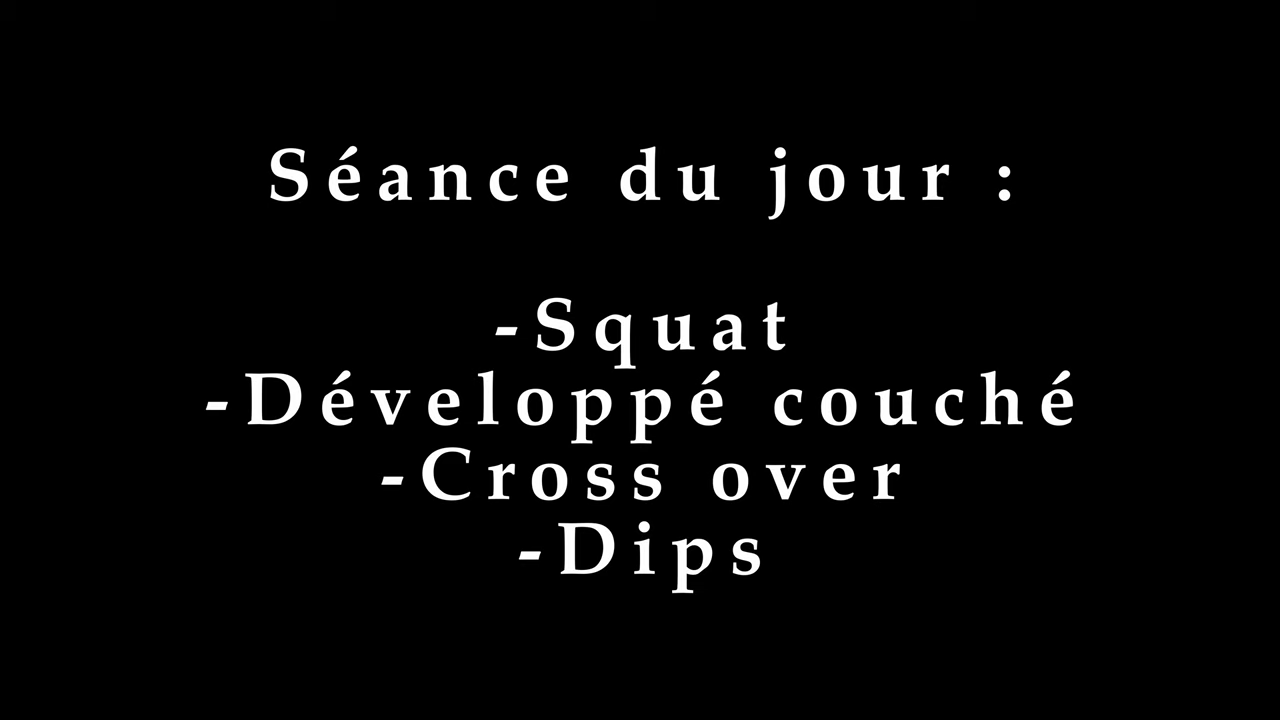 Séance du jour :
-Squat
-Développé couché
-Cross over
-Dips